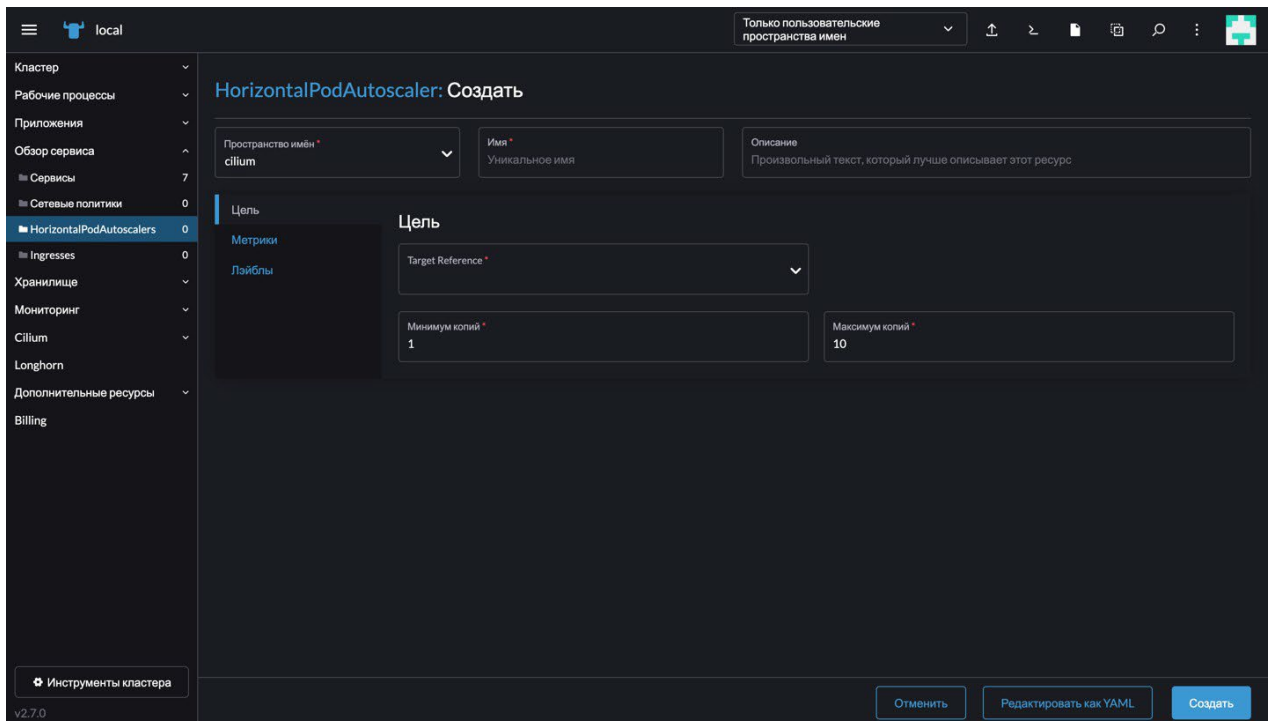 local
Только пользовательские
пространства имен
Кластер
Рабочие процессы
Приложения
Обзор сервиса
Сервисы 7
Сетевые политики 0
HorizontalPodAutoscalers 0
Ingresses 0
Хранилище
Мониторинг
Cilium
Longhorn
Дополнительные ресурсы
Billing
Инструменты кластера
v2.7.0
HorizontalPodAutoscaler: Создать
Пространство имён *
cilium
Имя *
Уникальное имя
Описание
Произвольный текст, который лучше описывает этот ресурс
Цель
Метрики
Лэйблы
Цель
Target Reference *
Минимум копий *
1
Максимум копий *
10
Отменить
Редактировать как YAML
Создать